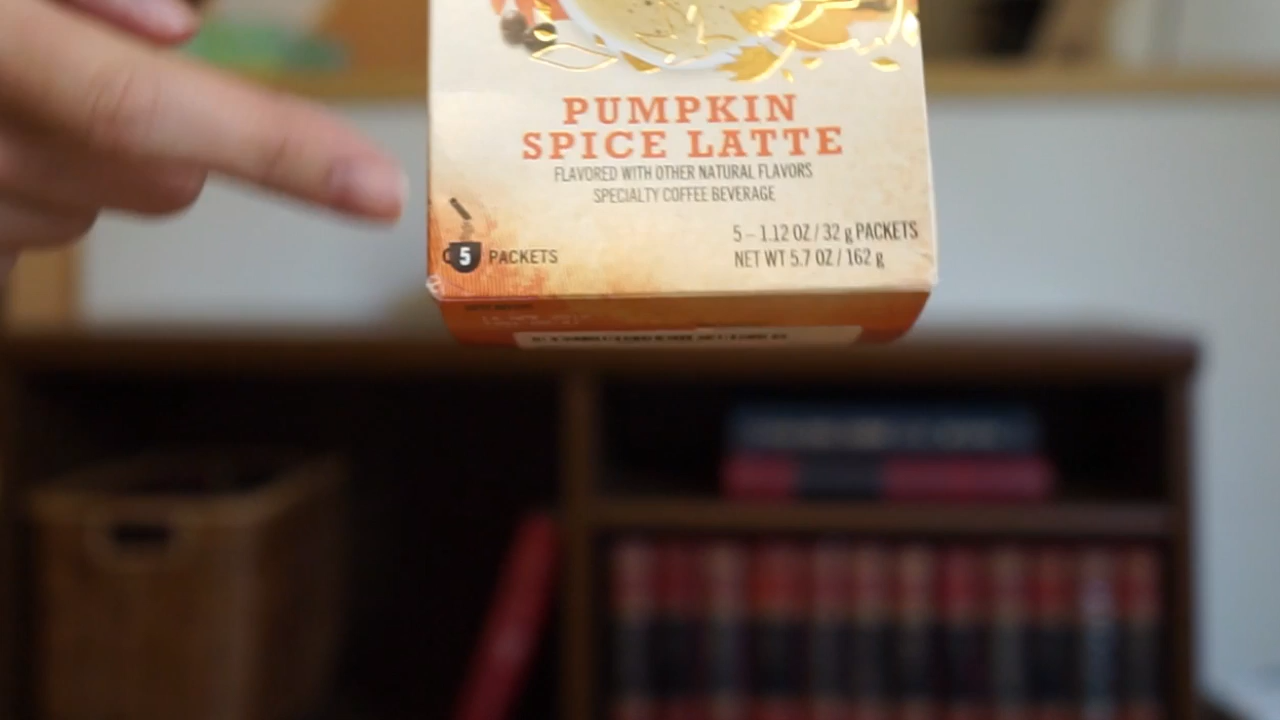 PUMPKIN
SPICE LATTE
FLAVORED WITH OTHER NATURAL FLAVORS
SPECIALTY COFFEE BEVERAGE
5 – 1.12 OZ / 32 g PACKETS
NET WT 5.7 OZ / 162 g
5 PACKETS